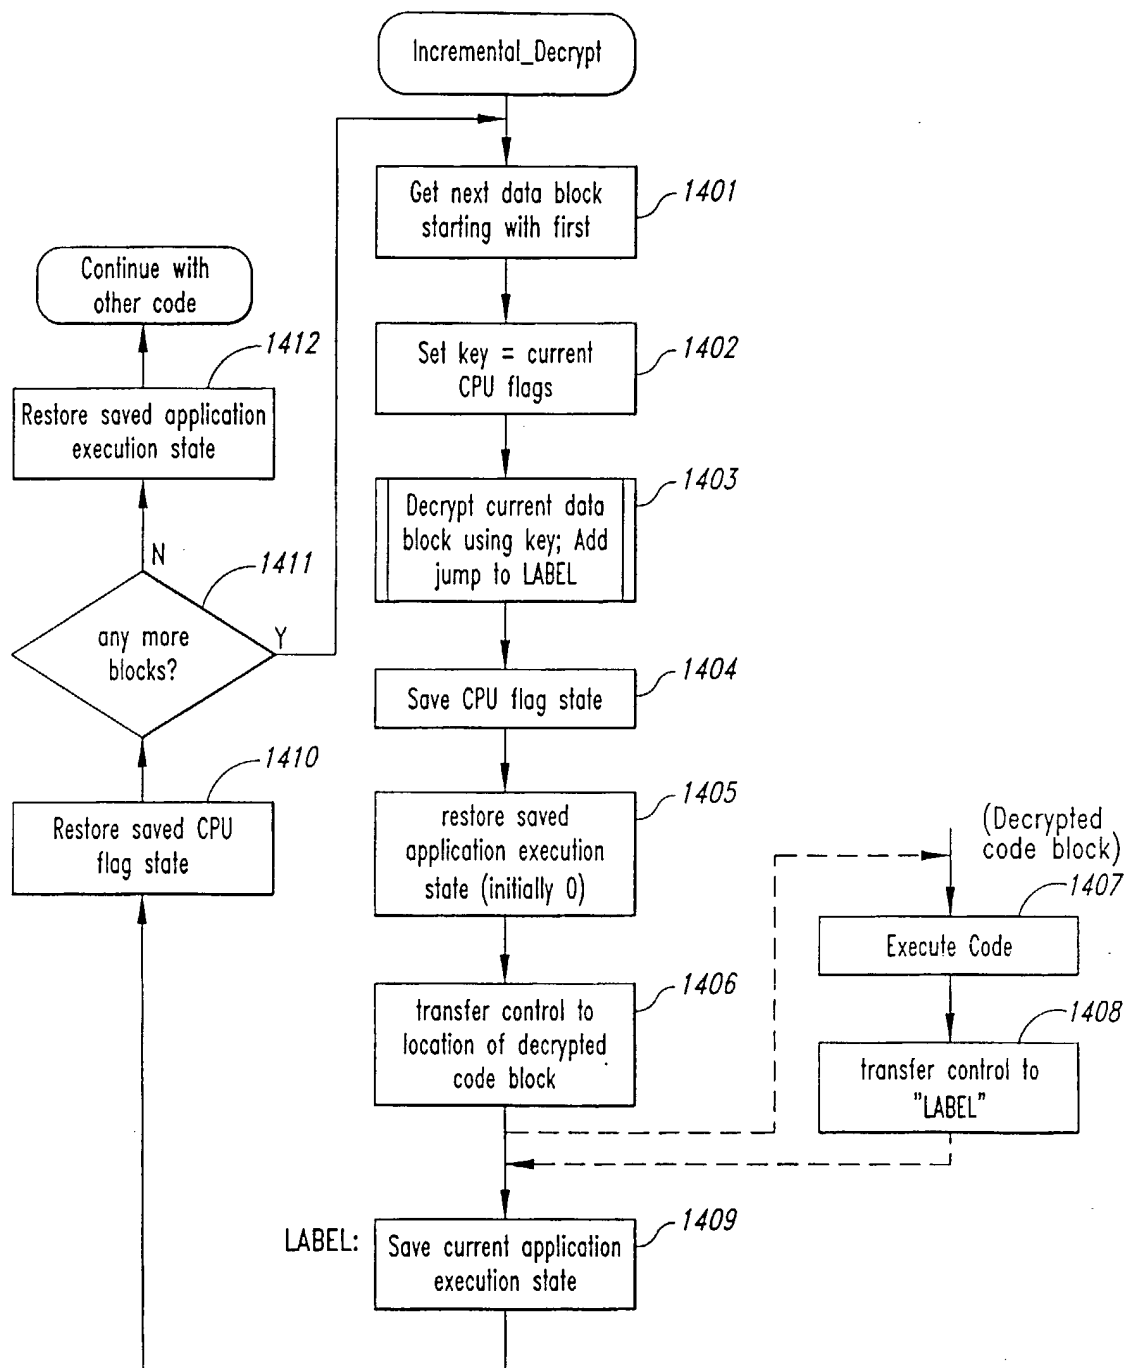 Incremental_Decrypt
Get next data block
starting with first
1401
Set key = current
CPU flags
1402
Decrypt current data
block using key; Add
jump to LABEL
1403
Save CPU flag state
1404
restore saved
application execution
state (initially 0)
1405
transfer control to
location of decrypted
code block
1406
(Decrypted
code block)
Execute Code
1407
transfer control to
"LABEL"
1408
LABEL:
Save current application
execution state
1409
Restore saved CPU
flag state
1410
any more
blocks?
1411
Y
N
Restore saved application
execution state
1412
Continue with
other code